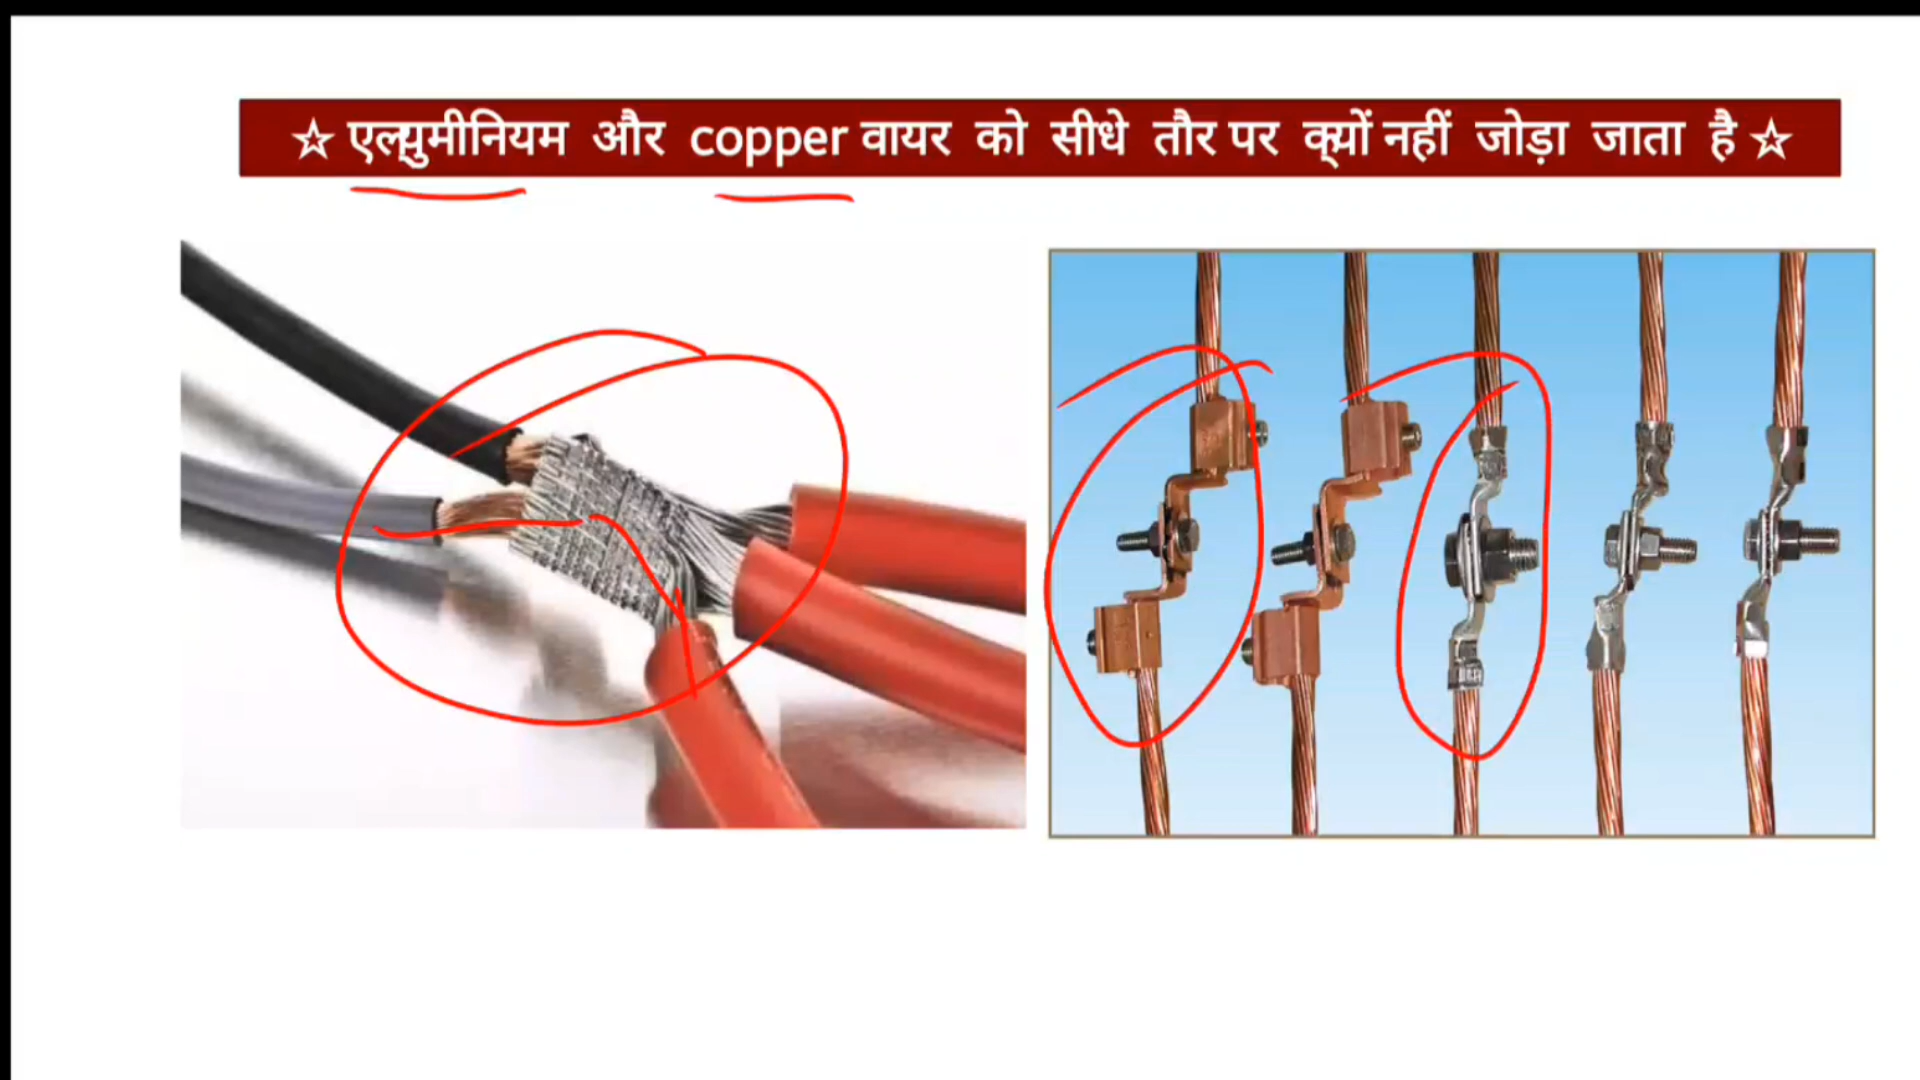 ☆ एल्युमीनियम और copper वायर को सीधे तौर पर क्यों नहीं जोड़ा जाता है ☆